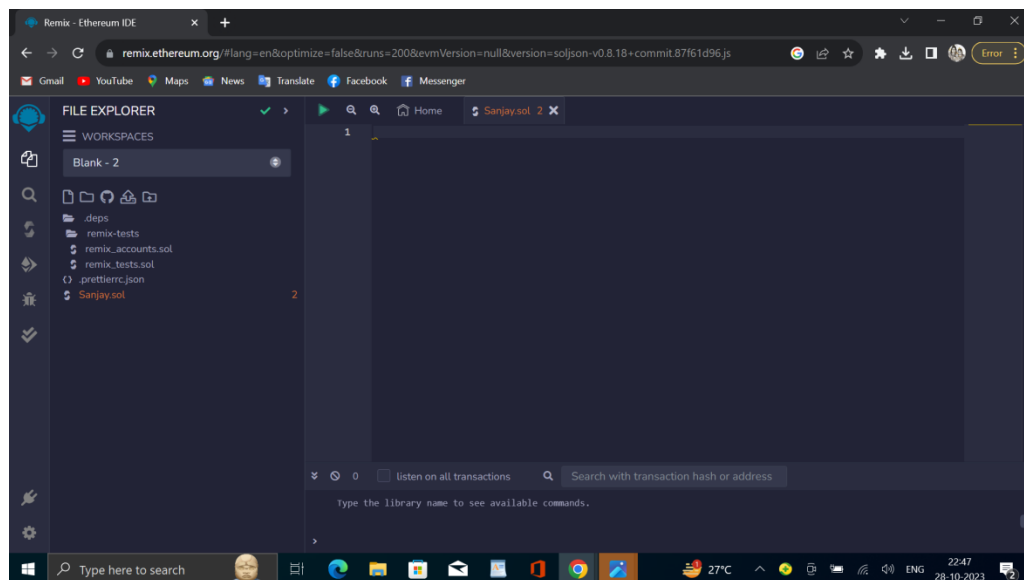 Remix - Ethereum IDE
remix.ethereum.org/#lang=en&optimize=false&runs=200&evmVersion=null&version=soljson-v0.8.18+commit.87f61d96.js
Error
Gmail YouTube Maps News Translate Facebook Messenger
FILE EXPLORER
Home Sanjay.sol 2
WORKSPACES
1
Blank - 2
.deps
remix-tests
remix_accounts.sol
remix_tests.sol
.prettierrc.json
Sanjay.sol 2
0 listen on all transactions Search with transaction hash or address
Type the library name to see available commands.
>
Type here to search
27°C ENG
22:47
28-10-2023
2